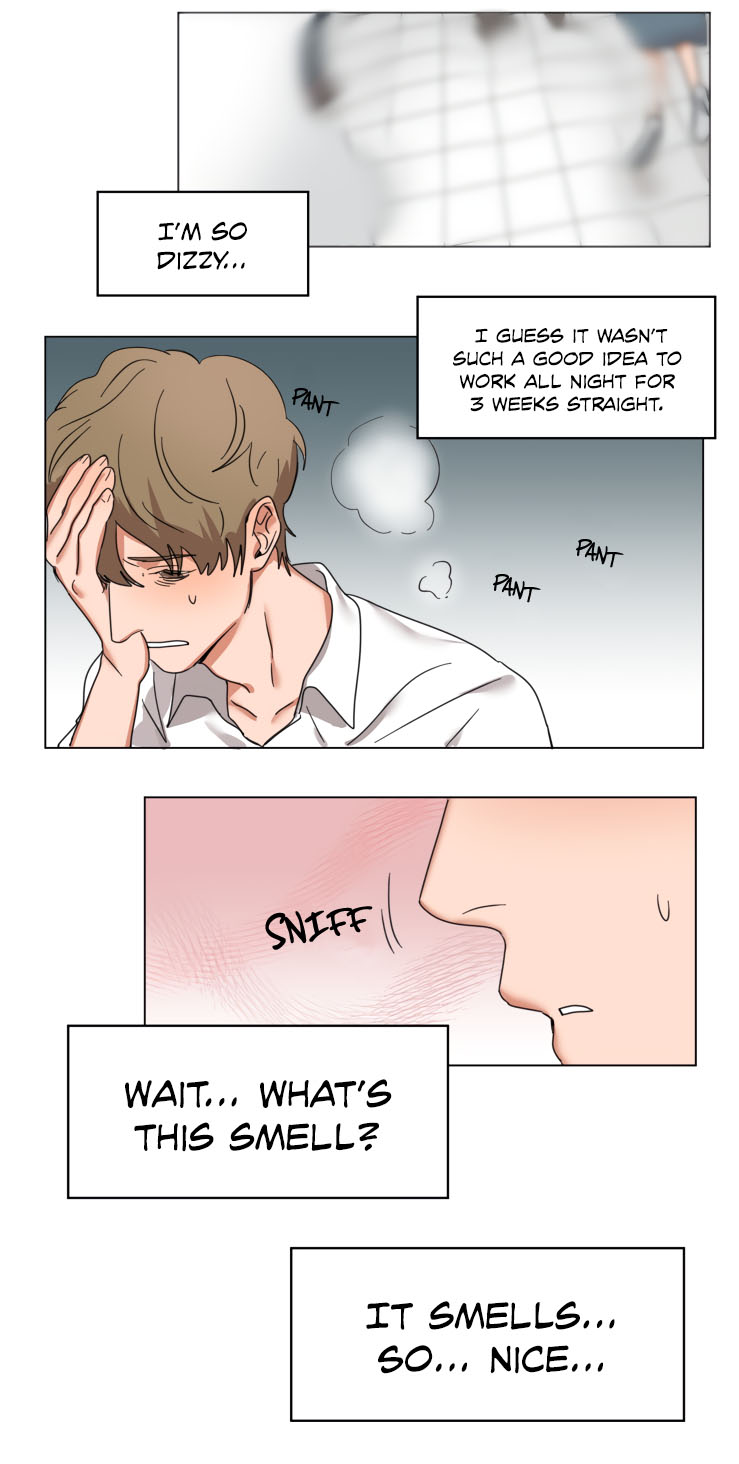 I'M SO
DIZZY...
I GUESS IT WASN'T
SUCH A GOOD IDEA TO
WORK ALL NIGHT FOR
3 WEEKS STRAIGHT.
PANT
PANT
PANT
SNIFF
WAIT... WHAT'S
THIS SMELL?
IT SMELLS...
SO... NICE...